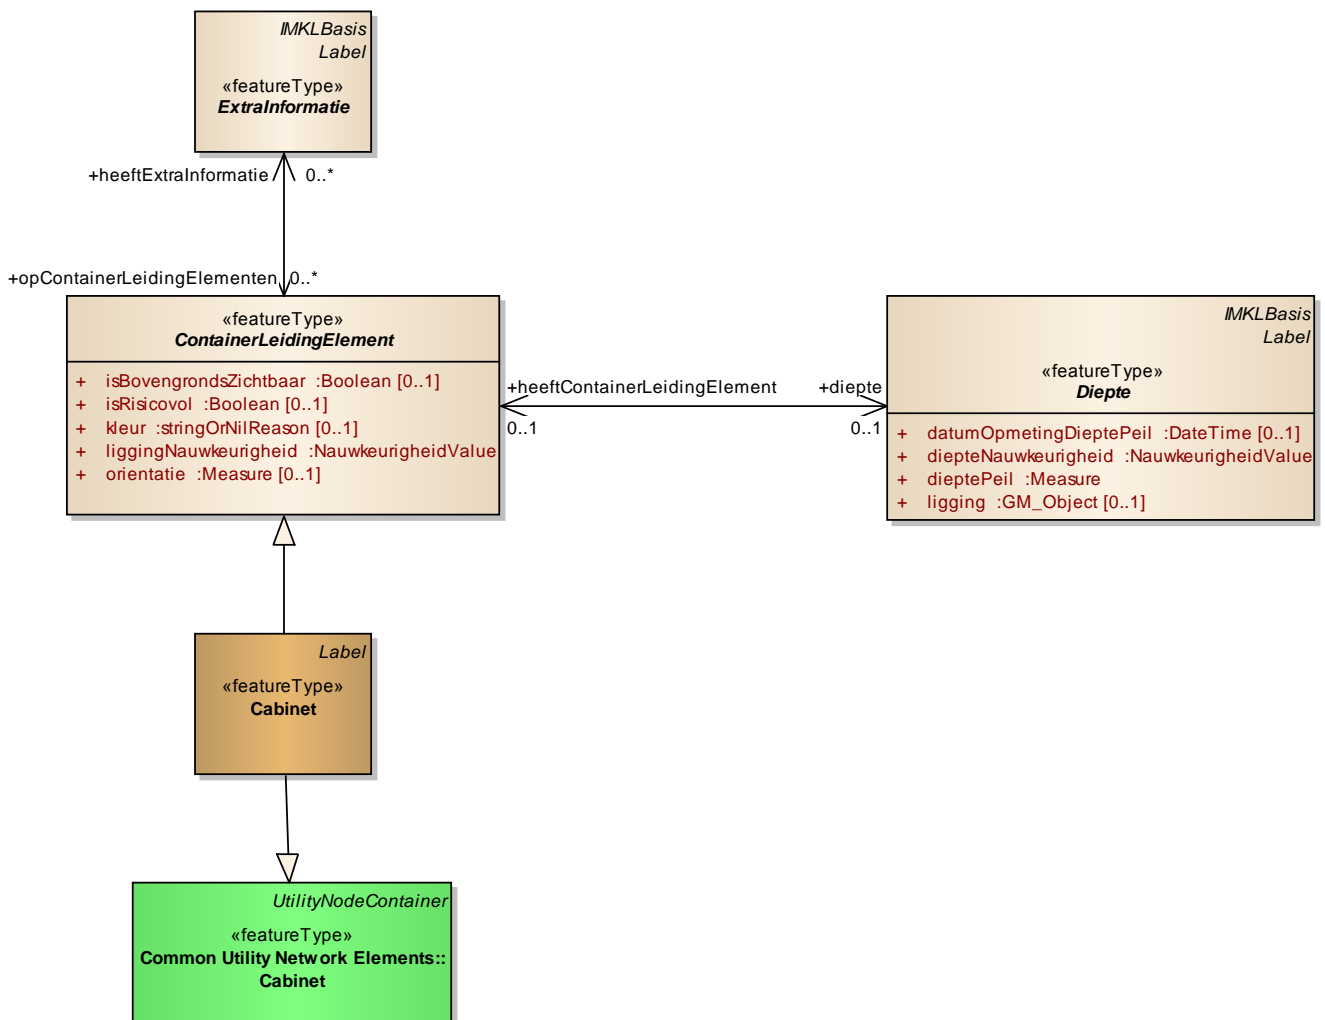 IMKLBasis
Label
«featureType»
ExtraInformatie
+heeftExtraInformatie 0..*
+opContainerLeidingElementen 0..*
«featureType»
ContainerLeidingElement
+ isBovengrondsZichtbaar :Boolean [0..1]
+ isRisicovol :Boolean [0..1]
+ kleur :stringOrNilReason [0..1]
+ liggingNauwkeurigheid :NauwkeurigheidValue
+ orientatie :Measure [0..1]
+heeftContainerLeidingElement +diepte
0..1 0..1
IMKLBasis
Label
«featureType»
Diepte
+ datumOpmetingDieptePeil :DateTime [0..1]
+ diepteNauwkeurigheid :NauwkeurigheidValue
+ dieptePeil :Measure
+ ligging :GM_Object [0..1]
Label
«featureType»
Cabinet
UtilityNodeContainer
«featureType»
Common Utility Network Elements::
Cabinet